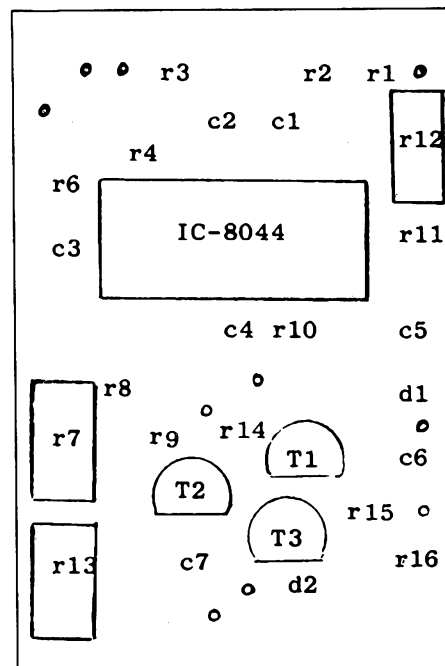 r3 r2 r1
c2 c1
r12
r4
r6
IC-8044
c3 r11
c4 r10 c5
r8 d1
r7 r9 r14
T1 c6
T2
r15
T3
r13 c7 r16
d2